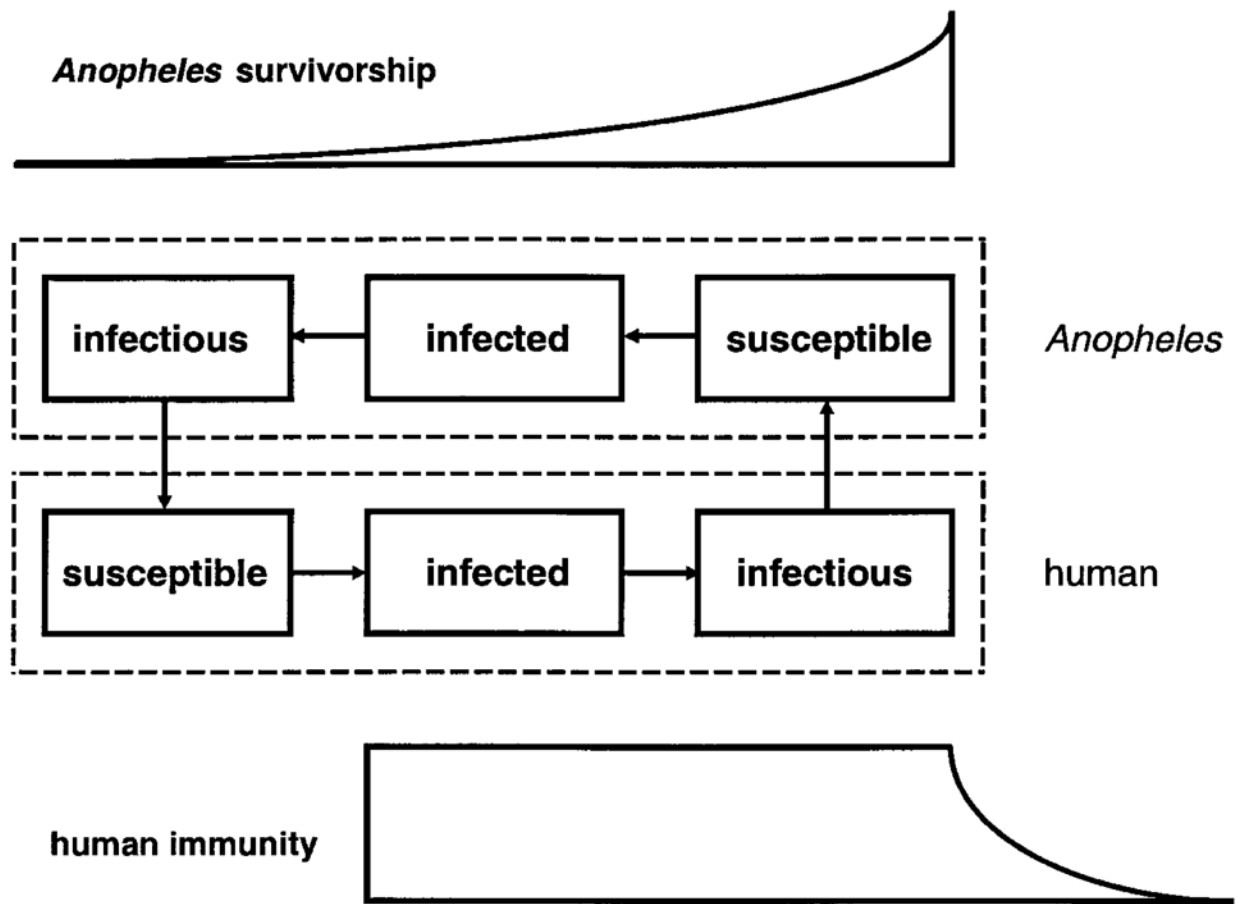 Anopheles survivorship
infectious
infected
susceptible
Anopheles
susceptible
infected
infectious
human
human immunity